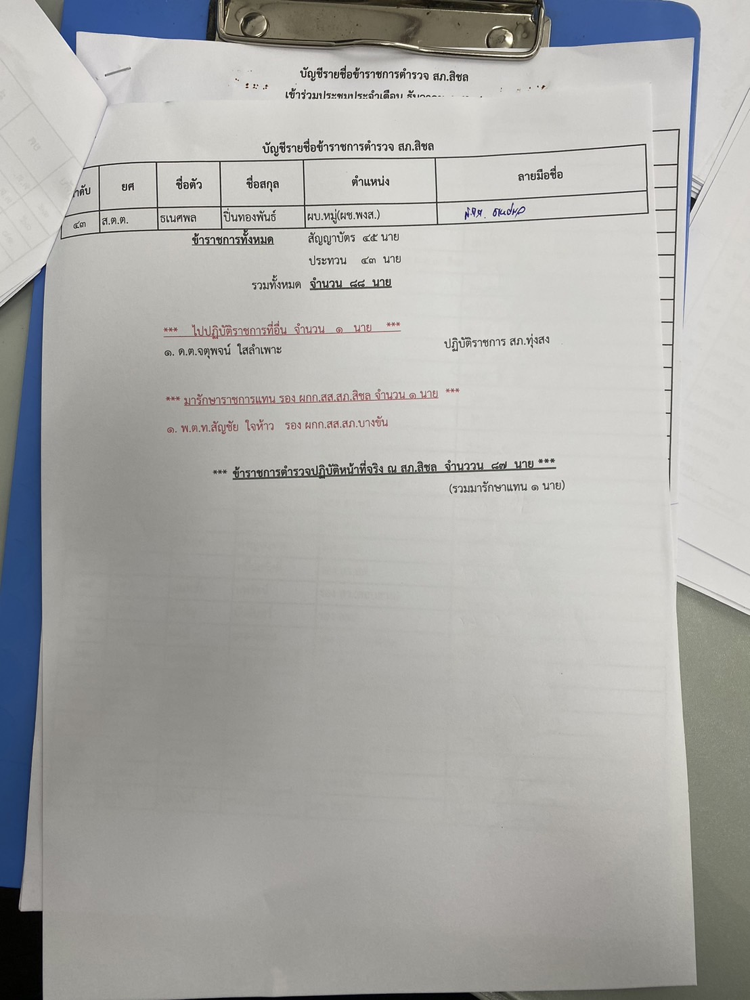 บัญชีรายชื่อข้าราชการตำรวจ สภ.สิชล
เข้าร่วมประชุมประจำเดือน
บัญชีรายชื่อข้าราชการตำรวจ สภ.สิชล
ยศ ชื่อตัว ชื่อสกุล ตำแหน่ง ลายมือชื่อ
๔๓ ส.ต.ต. ธเนศพล ปิ่นทองพันธ์ ผบ.หมู่(ผช.พงส.) ส.ต.ต. ธเนศพล
ข้าราชการทั้งหมด สัญญาบัตร ๔๕ นาย
ประทวน ๔๓ นาย
รวมทั้งหมด จำนวน ๘๘ นาย
*** ไปปฏิบัติราชการที่อื่น จำนวน ๑ นาย ***
๑. ด.ต.จตุพจน์ ใสลำเพาะ ปฏิบัติราชการ สภ.ทุ่งสง
*** มารักษาราชการแทน รอง ผกก.สส.สภ.สิชล จำนวน ๑ นาย ***
๑. พ.ต.ท.สัญชัย ใจห้าว รอง ผกก.สส.สภ.บางขัน
*** ข้าราชการตำรวจปฏิบัติหน้าที่จริง ณ สภ.สิชล จำนววน ๘๗ นาย ***
(รวมมารักษาแทน ๑ นาย)